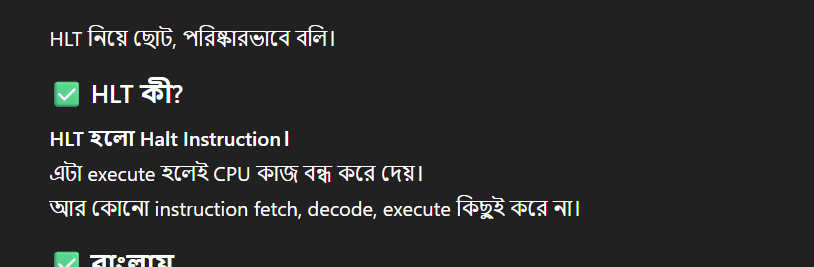 HLT নিয়ে ছোট, পরিষ্কারভাবে বলি।
✅ HLT কী?
HLT হলো Halt Instruction।
এটা execute হলেই CPU কাজ বন্ধ করে দেয়।
আর কোনো instruction fetch, decode, execute কিছুই করে না।
✅ বাংলায়